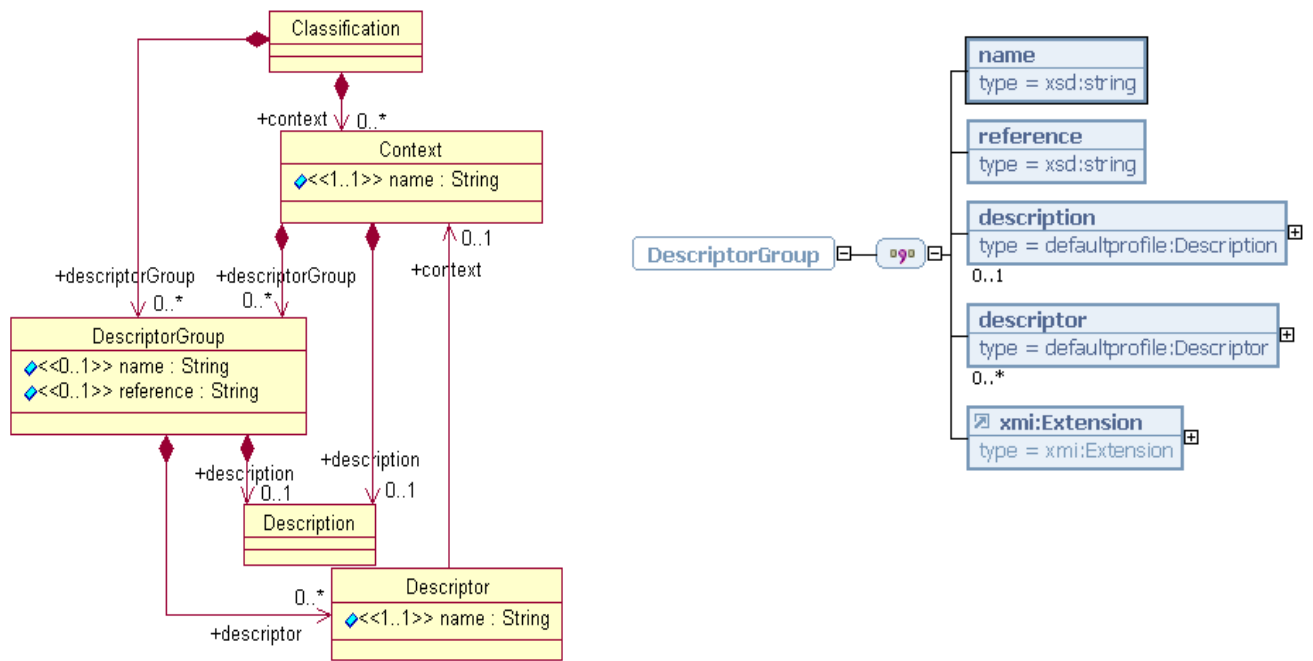 Classification
+context
0..*
Context
<<1..1>> name : String
0..1
+context
+descriptorGroup
0..*
+descriptorGroup
0..*
DescriptorGroup
<<0..1>> name : String
<<0..1>> reference : String
+description
0..1
+description
0..1
Description
0..*
+descriptor
Descriptor
<<1..1>> name : String
DescriptorGroup
name
type = xsd:string
reference
type = xsd:string
description
type = defaultprofile:Description
0..1
descriptor
type = defaultprofile:Descriptor
0..*
xmi:Extension
type = xmi:Extension